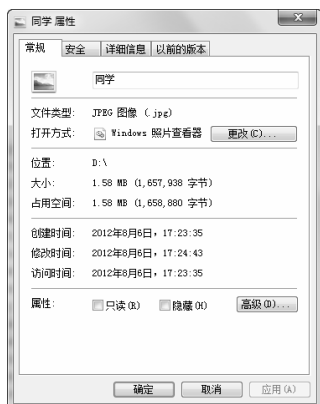 同学 属性
常规 安全 详细信息 以前的版本
同学
文件类型: JPEG 图像 (.jpg)
打开方式: Windows 照片查看器 更改(C)...
位置: D:\
大小: 1.58 MB (1,657,938 字节)
占用空间: 1.58 MB (1,658,880 字节)
创建时间: 2012年8月6日, 17:23:35
修改时间: 2012年8月6日, 17:24:43
访问时间: 2012年8月6日, 17:23:35
属性: 只读(R) 隐藏(H) 高级(D)...
确定 取消 应用(A)